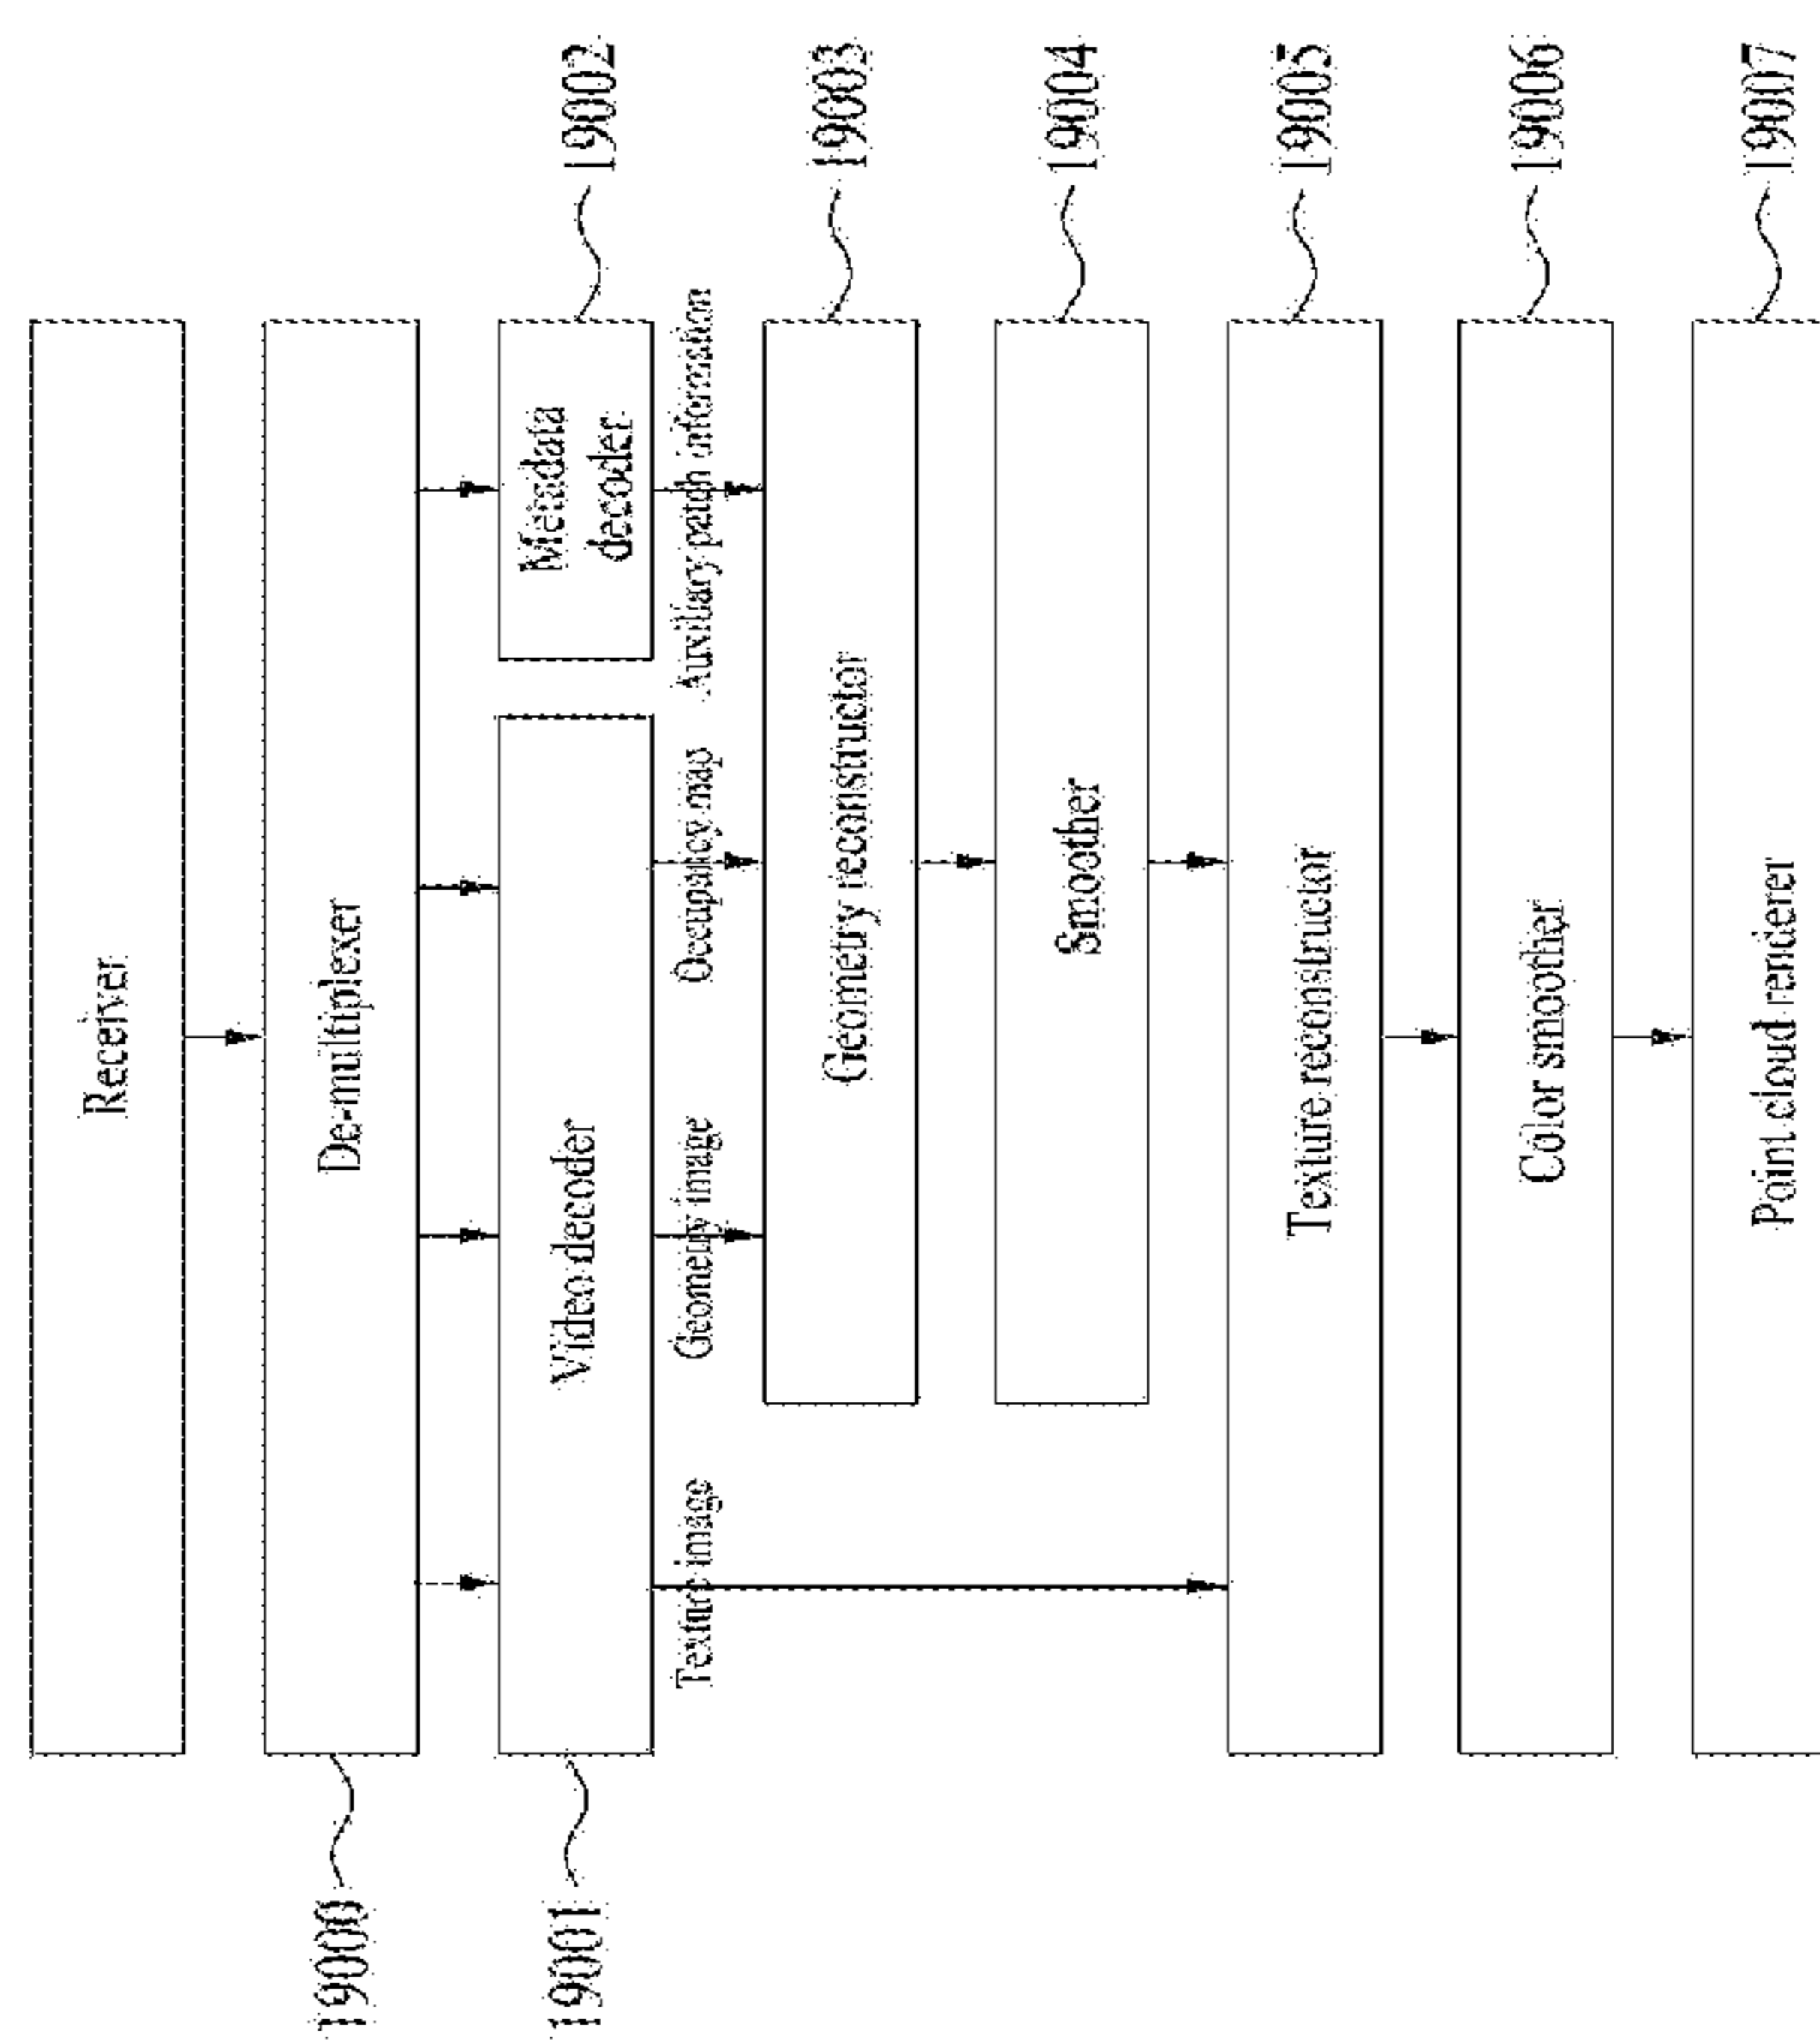 Receiver
19000
De-multiplexer
19001
Video decoder
Metadata
decoder
19002
Texture image
Geometry image
Occupancy map
Auxiliary patch information
Geometry reconstructor
19003
Smoother
19004
Texture reconstructor
19005
Color smoother
19006
Point cloud renderer
19007